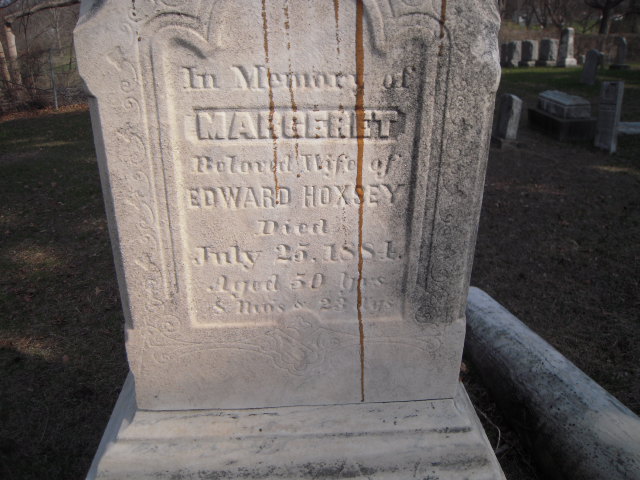 In Memory of
MARGERET
Beloved Wife of
EDWARD HOXSEY
Died
July 25, 1884.
Aged 50 Yrs
8 Mos & 23 Dys